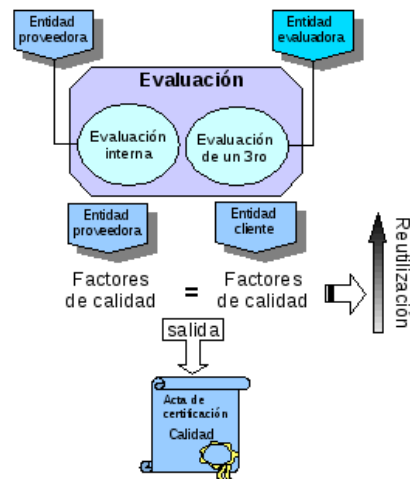 Entidad
proveedora
Entidad
evaluadora
Evaluación
Evaluación
interna
Evaluación
de un 3ro
Entidad
proveedora
Entidad
cliente
Factores
de calidad
=
Factores
de calidad
Reutilización
salida
Acta de
certificación
Calidad